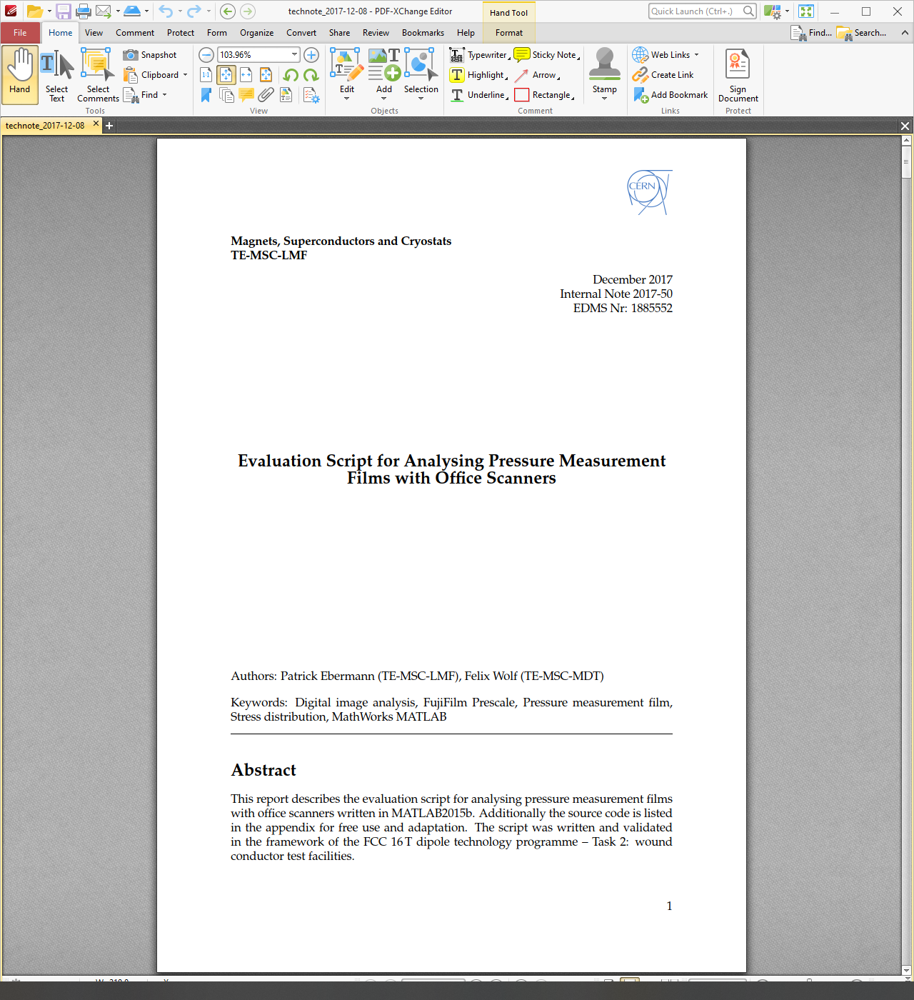 technote_2017-12-08 - PDF-XChange Editor
Hand Tool
Quick Launch (Ctrl+.)
File Home View Comment Protect Form Organize Convert Share Review Bookmarks Help Format Find... Search...
Hand
Select Text
Select Comments
Snapshot
Clipboard
Find
Tools
103.96%
1:1
View
Edit
Add
Selection
Objects
Typewriter
Sticky Note
Highlight
Arrow
Underline
Rectangle
Comment
Stamp
Web Links
Create Link
Add Bookmark
Links
Sign Document
Protect
technote_2017-12-08
CERN
Magnets, Superconductors and Cryostats
TE-MSC-LMF
December 2017
Internal Note 2017-50
EDMS Nr: 1885552
Evaluation Script for Analysing Pressure Measurement
Films with Office Scanners
Authors: Patrick Ebermann (TE-MSC-LMF), Felix Wolf (TE-MSC-MDT)
Keywords: Digital image analysis, FujiFilm Prescale, Pressure measurement film,
Stress distribution, MathWorks MATLAB
Abstract
This report describes the evaluation script for analysing pressure measurement films
with office scanners written in MATLAB2015b. Additionally the source code is listed
in the appendix for free use and adaptation. The script was written and validated
in the framework of the FCC 16 T dipole technology programme – Task 2: wound
conductor test facilities.
1